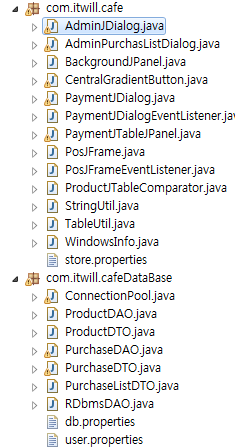 com.itwill.cafe
AdminJDialog.java
AdminPurchasListDialog.java
BackgroundJPanel.java
CentralGradientButton.java
PaymentJDialog.java
PaymentJDialogEventListener.java
PaymentJTableJPanel.java
PosJFrame.java
PosJFrameEventListener.java
ProductJTableComparator.java
StringUtil.java
TableUtil.java
WindowsInfo.java
store.properties
com.itwill.cafeDataBase
ConnectionPool.java
ProductDAO.java
ProductDTO.java
PurchaseDAO.java
PurchaseDTO.java
PurchaseListDTO.java
RDbmsDAO.java
db.properties
user.properties